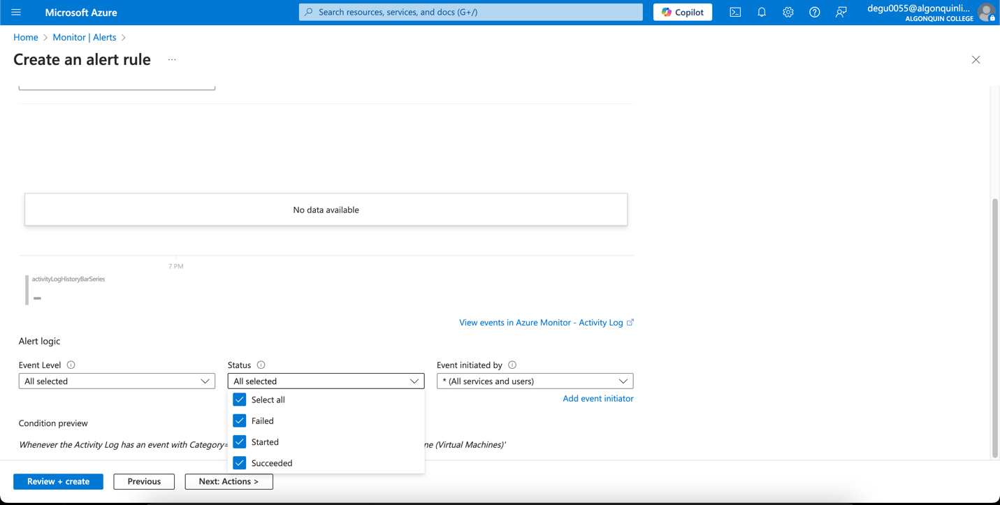 Microsoft Azure
Search resources, services, and docs (G+/)
Copilot
degu0055@algonquinli...
ALGONQUIN COLLEGE
Home > Monitor | Alerts >
Create an alert rule ...
No data available
7 PM
activityLogHistoryBarSeries
--
View events in Azure Monitor - Activity Log
Alert logic
Event Level
Status
Event initiated by
All selected
All selected
* (All services and users)
Select all
Add event initiator
Failed
Condition preview
Started
Whenever the Activity Log has an event with Category= ne (Virtual Machines)'
Succeeded
Review + create
Previous
Next: Actions >